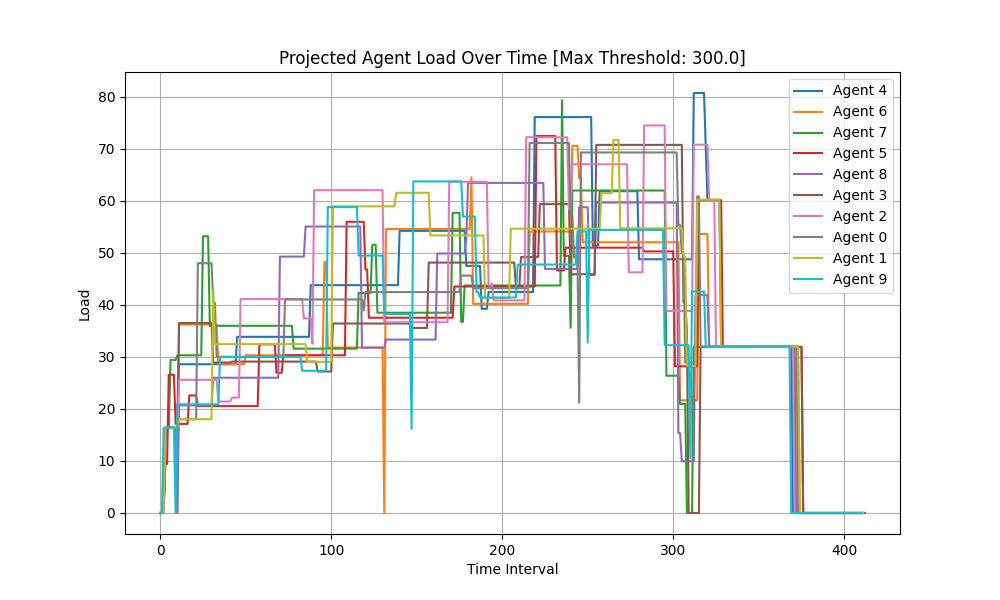 Projected Agent Load Over Time [Max Threshold: 300.0]
Load
80
70
60
50
40
30
20
10
0
0 100 200 300 400
Time Interval
Agent 4
Agent 6
Agent 7
Agent 5
Agent 8
Agent 3
Agent 2
Agent 0
Agent 1
Agent 9